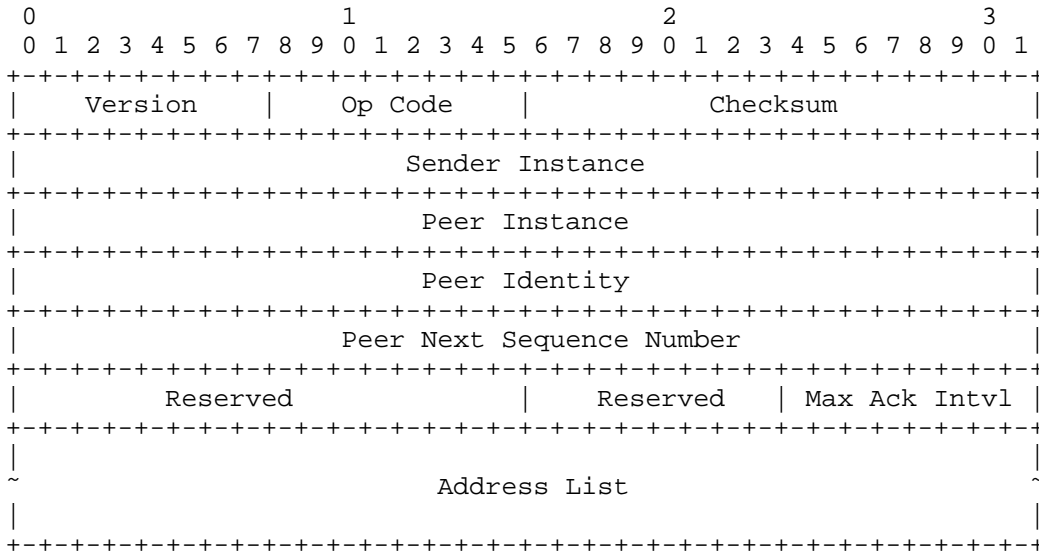 0                   1                   2                   3
 0 1 2 3 4 5 6 7 8 9 0 1 2 3 4 5 6 7 8 9 0 1 2 3 4 5 6 7 8 9 0 1
+-+-+-+-+-+-+-+-+-+-+-+-+-+-+-+-+-+-+-+-+-+-+-+-+-+-+-+-+-+-+-+-+
|    Version    |    Op Code    |           Checksum            |
+-+-+-+-+-+-+-+-+-+-+-+-+-+-+-+-+-+-+-+-+-+-+-+-+-+-+-+-+-+-+-+-+
|                        Sender Instance                        |
+-+-+-+-+-+-+-+-+-+-+-+-+-+-+-+-+-+-+-+-+-+-+-+-+-+-+-+-+-+-+-+-+
|                         Peer Instance                         |
+-+-+-+-+-+-+-+-+-+-+-+-+-+-+-+-+-+-+-+-+-+-+-+-+-+-+-+-+-+-+-+-+
|                         Peer Identity                         |
+-+-+-+-+-+-+-+-+-+-+-+-+-+-+-+-+-+-+-+-+-+-+-+-+-+-+-+-+-+-+-+-+
|                    Peer Next Sequence Number                  |
+-+-+-+-+-+-+-+-+-+-+-+-+-+-+-+-+-+-+-+-+-+-+-+-+-+-+-+-+-+-+-+-+
|         Reserved              |    Reserved   | Max Ack Intvl |
+-+-+-+-+-+-+-+-+-+-+-+-+-+-+-+-+-+-+-+-+-+-+-+-+-+-+-+-+-+-+-+-+
|                                                               |
~                          Address List                         ~
|                                                               |
+-+-+-+-+-+-+-+-+-+-+-+-+-+-+-+-+-+-+-+-+-+-+-+-+-+-+-+-+-+-+-+-+